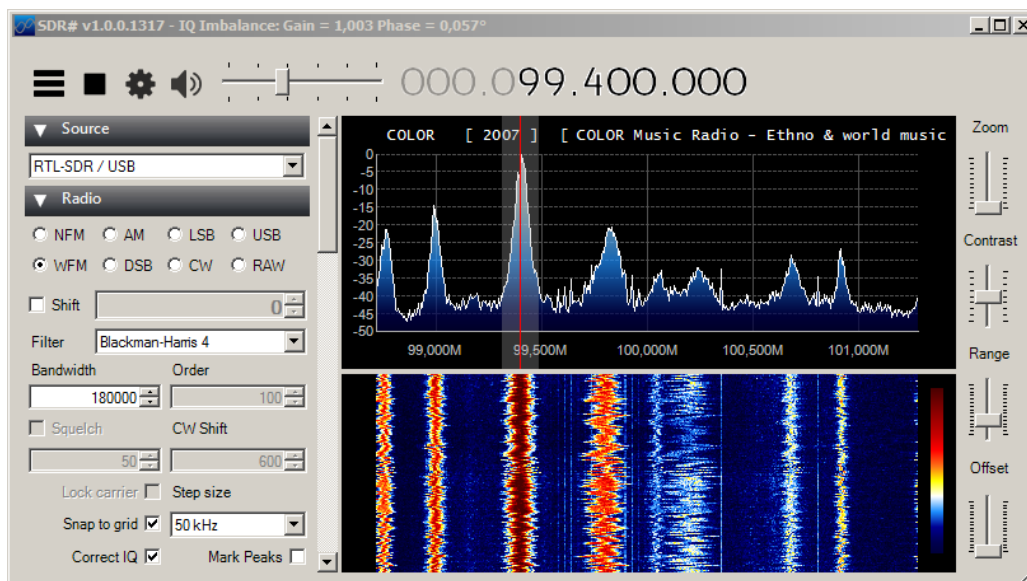 SDR# v1.0.0.1317 - IQ Imbalance: Gain = 1,003 Phase = 0,057°
000.099.400.000
Source
RTL-SDR / USB
Radio
NFM AM LSB USB
WFM DSB CW RAW
Shift 0
Filter Blackman-Harris 4
Bandwidth Order
180000 100
Squelch CW Shift
50 600
Lock carrier Step size
Snap to grid 50 kHz
Correct IQ Mark Peaks
COLOR [ 2007 ] [ COLOR Music Radio - Ethno & world music
0
-5
-10
-15
-20
-25
-30
-35
-40
-45
-50
99,000M 99,500M 100,000M 100,500M 101,000M
Zoom
Contrast
Range
Offset